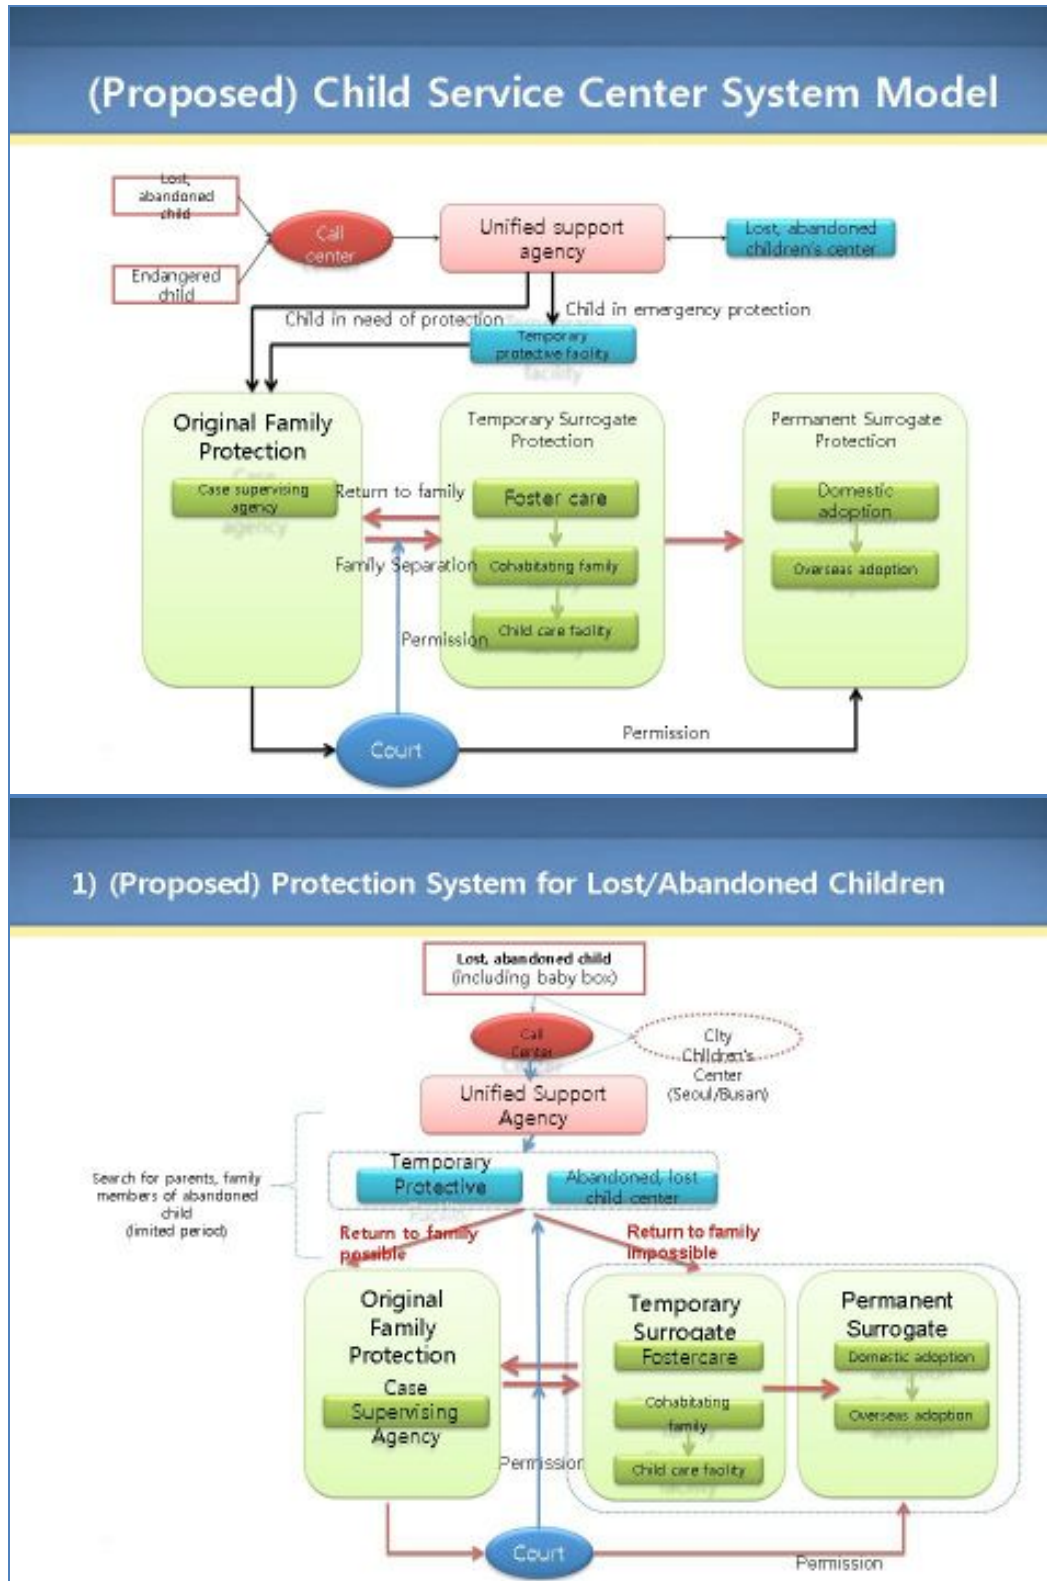 (Proposed) Child Service Center System Model
Lost,
abandoned
child
Endangered
child
Call
center
Unified support
agency
Lost, abandoned
children's center
Child in need of protection
Child in emergency protection
Temporary
protective facility
Original Family
Protection
Case supervising
agency
Return to family
Family Separation
Permission
Temporary Surrogate
Protection
Foster care
Cohabitating family
Child care facility
Permanent Surrogate
Protection
Domestic
adoption
Overseas adoption
Court
Permission
1) (Proposed) Protection System for Lost/Abandoned Children
Lost, abandoned child
(including baby box)
Call
Center
City
Children's
Center
(Seoul/Busan)
Unified Support
Agency
Temporary
Protective
Abandoned, lost
child center
Search for parents, family
members of abandoned
child
(limited period)
Return to family
possible
Return to family
impossible
Original
Family
Protection
Case
Supervising
Agency
Temporary
Surrogate
Fostercare
Cohabitating
family
Child care facility
Permanent
Surrogate
Domestic adoption
Overseas adoption
Permission
Court
Permission